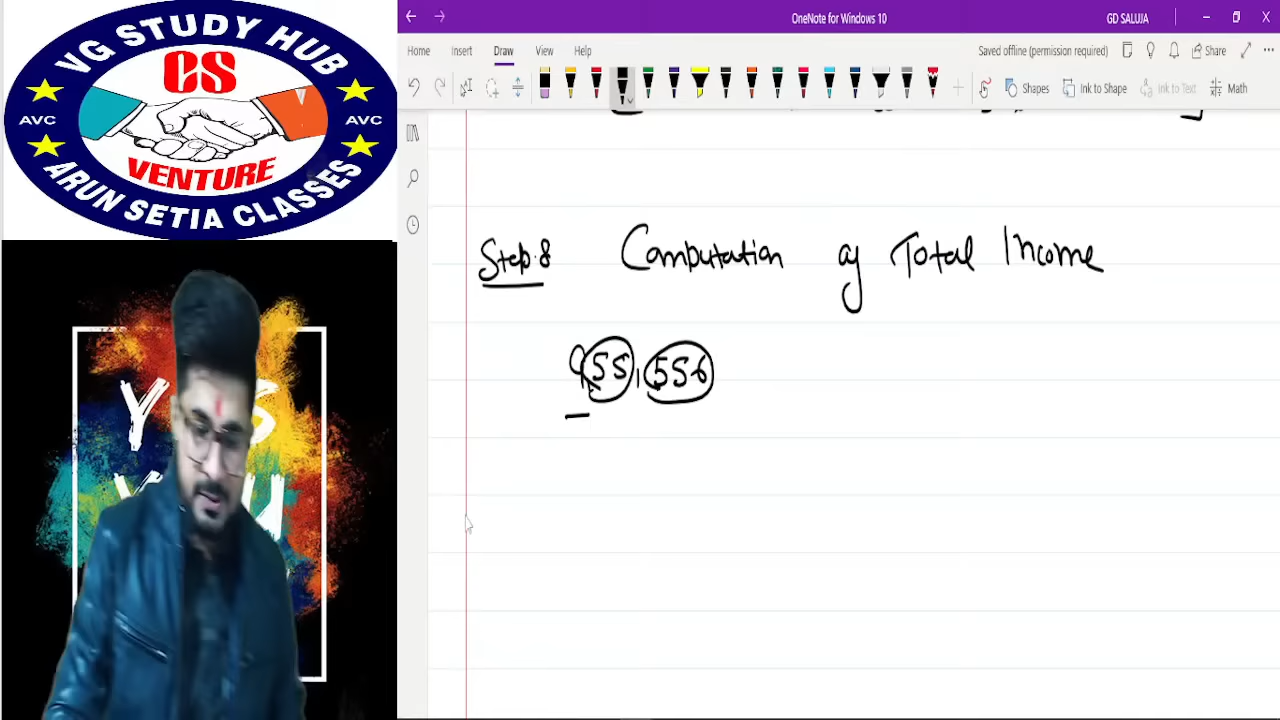 VG STUDY HUB
CS
AVC
AVC
VENTURE
ARUN SETIA CLASSES
OneNote for Windows 10
GD SALUJA
Home Insert Draw View Help
Saved offline (permission required)
Share
Shapes
Ink to Shape
Ink to Text
Math
Step·8 Computation of Total Income
955,556
Y S
Y U